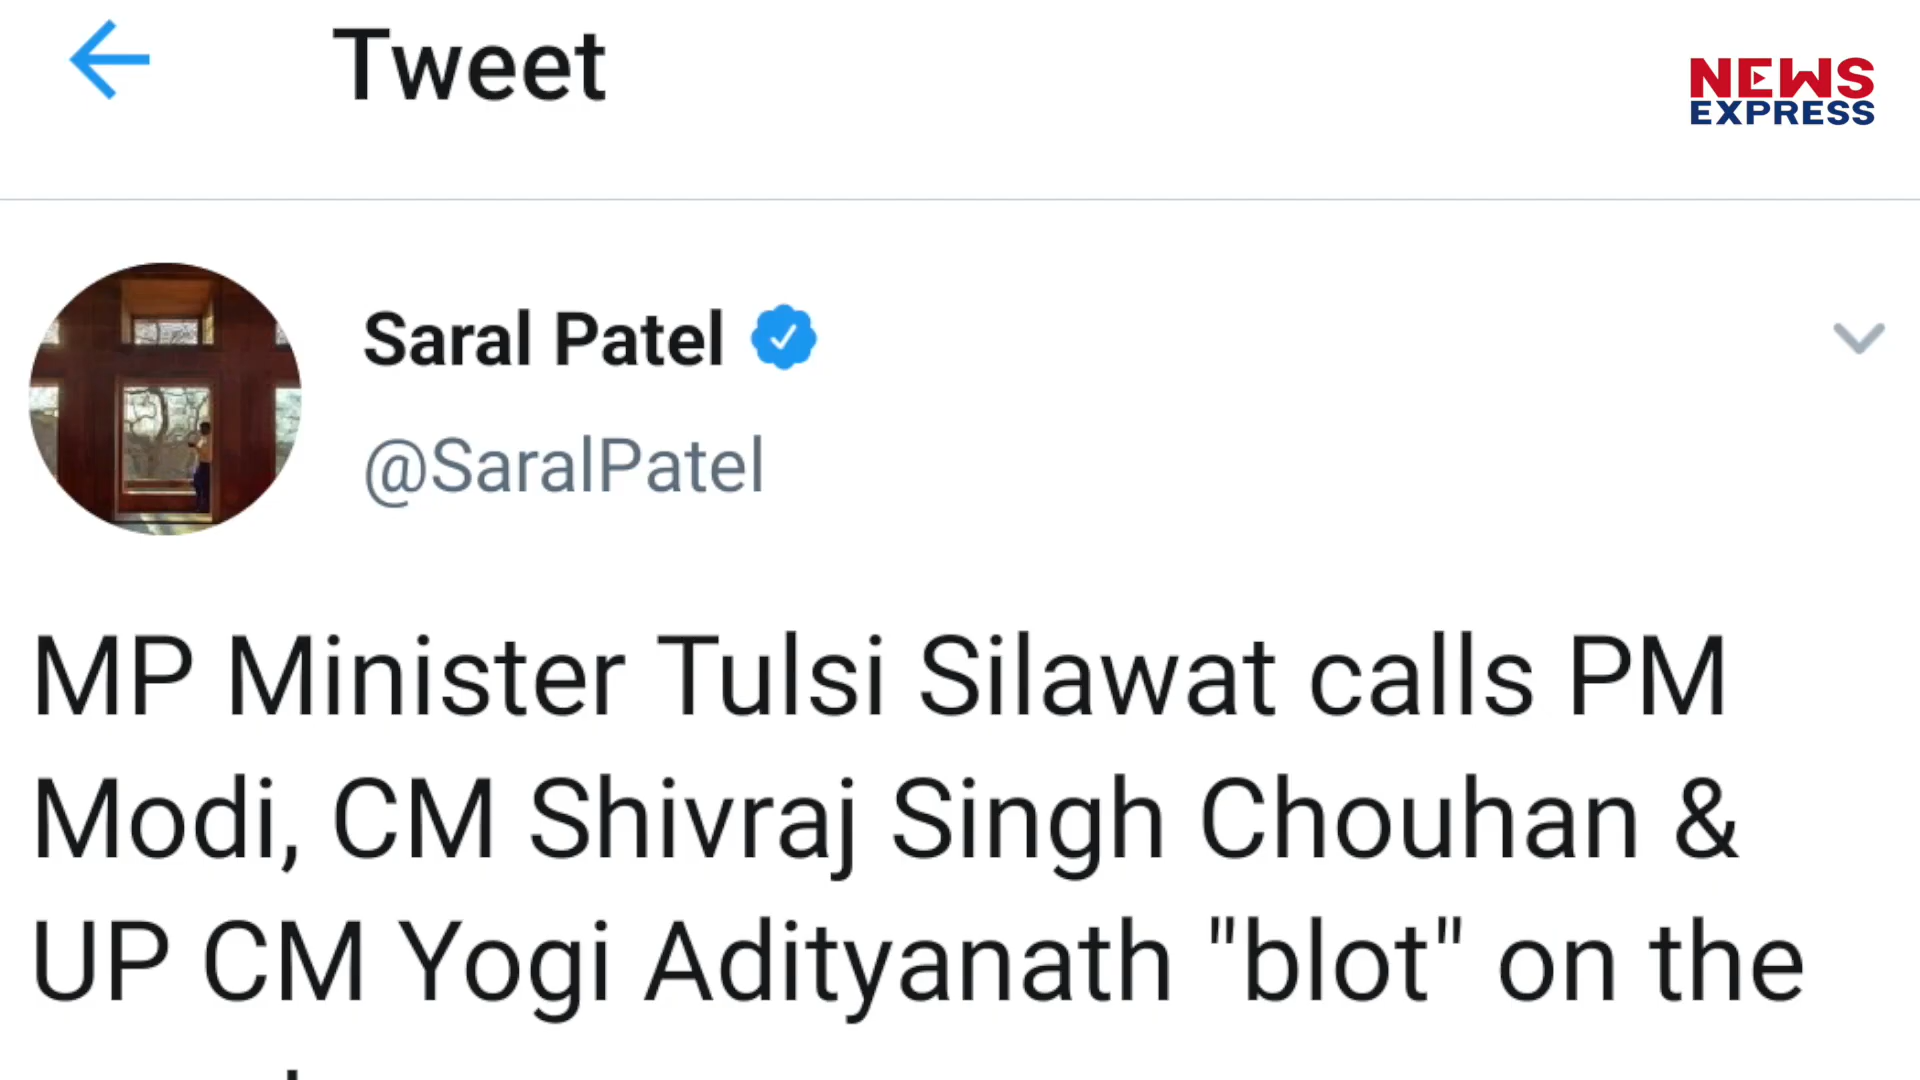 Tweet
NEWS
EXPRESS
Saral Patel
@SaralPatel
MP Minister Tulsi Silawat calls PM
Modi, CM Shivraj Singh Chouhan &
UP CM Yogi Adityanath "blot" on the